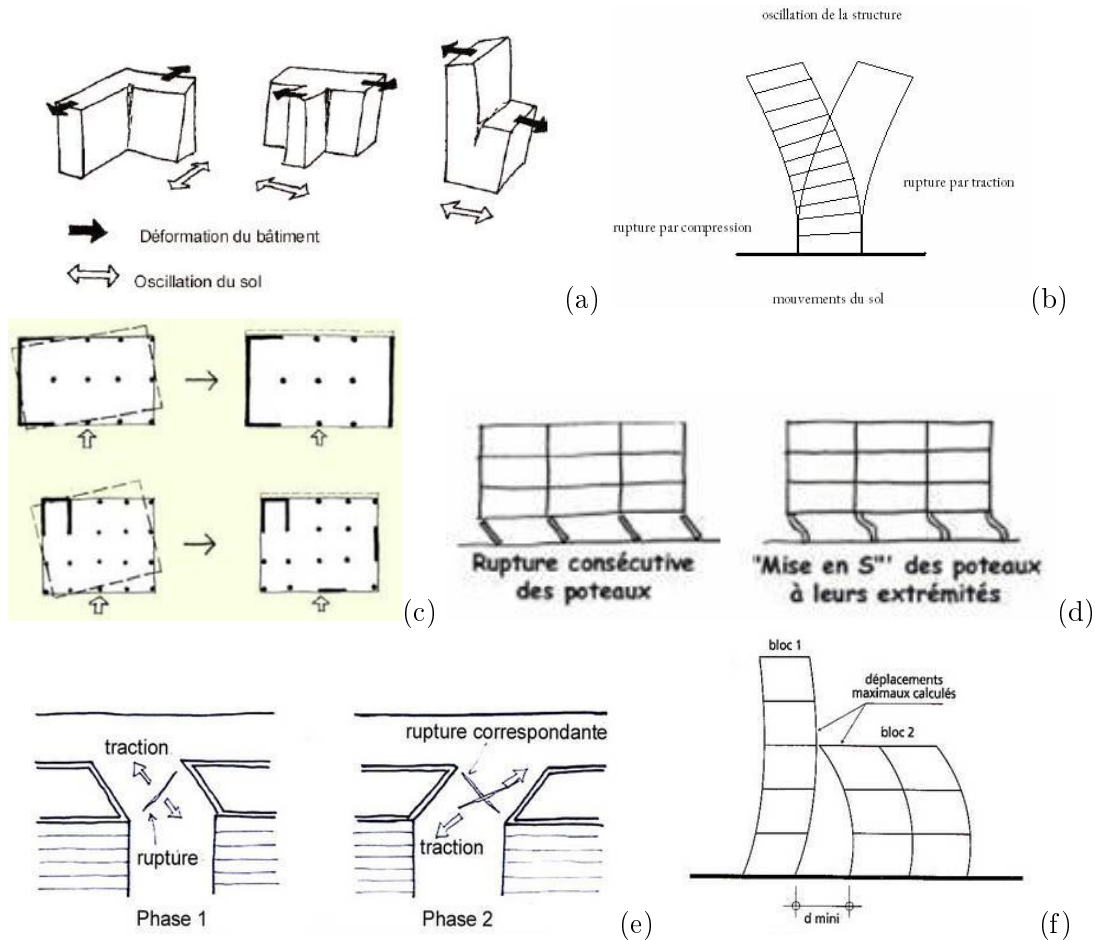 Déformation du bâtiment
Oscillation du sol
(a)
oscillation de la structure
rupture par traction
rupture par compression
mouvements du sol
(b)
(c)
Rupture consécutive
des poteaux
"Mise en S"' des poteaux
à leurs extrémités
(d)
traction
rupture
Phase 1
rupture correspondante
traction
Phase 2
(e)
bloc 1
déplacements
maximaux calculés
bloc 2
d mini
(f)